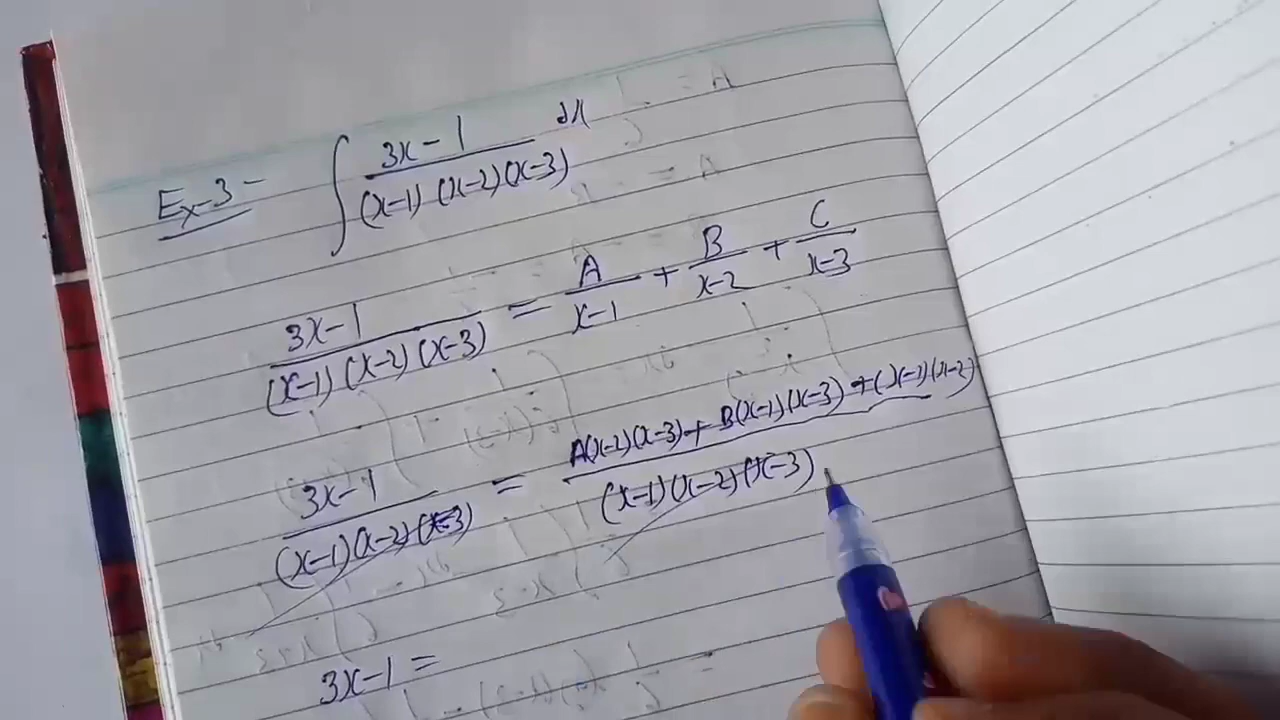 Ex-3 - ∫ 3x-1 / (x-1) (x-2) (x-3) dx
3x-1 / (x-1) (x-2) (x-3) = A / x-1 + B / x-2 + C / x-3
3x-1 / (x-1)(x-2)(x-3) = A(x-2)(x-3) + B(x-1)(x-3) + C(x-1)(x-2) / (x-1)(x-2)(x-3)
3x-1 =